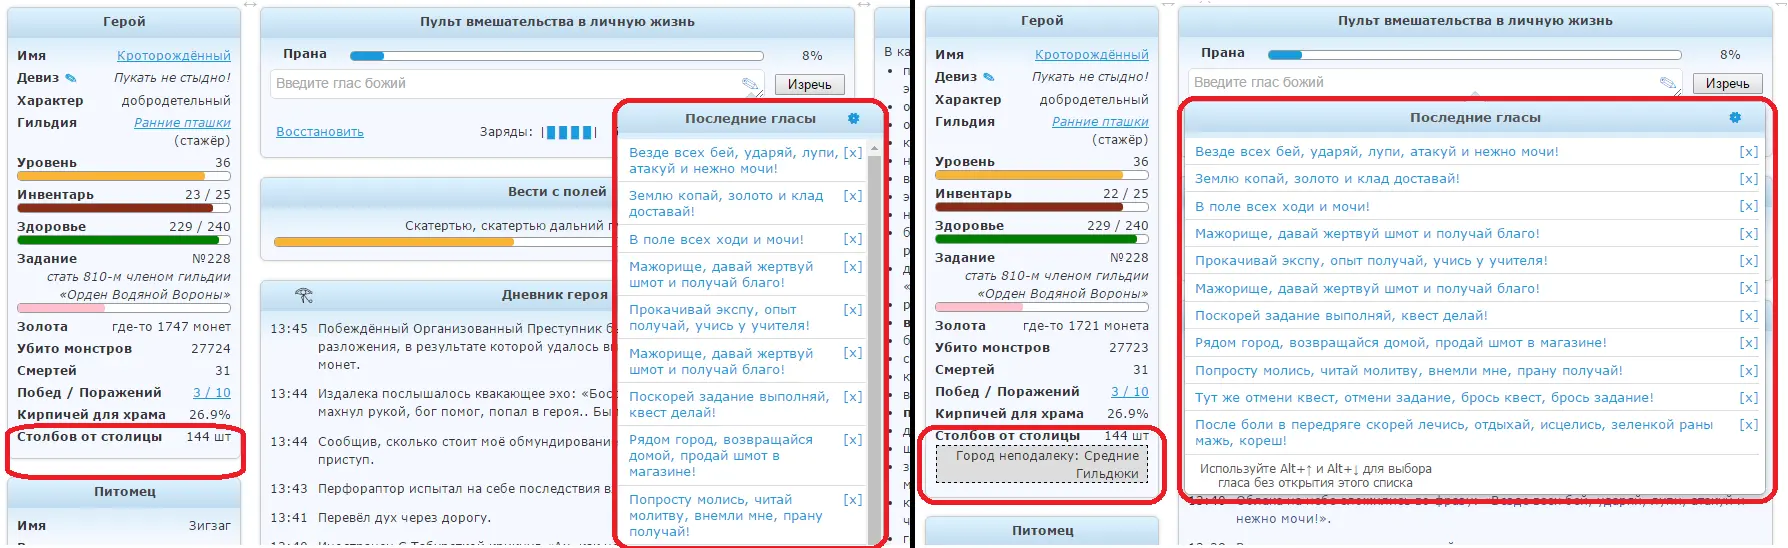 Герой
Имя Кроторождённый
Девиз Пукать не стыдно!
Характер добродетельный
Гильдия Ранние пташки
(стажёр)
Уровень 36
Инвентарь 23 / 25
Здоровье 229 / 240
Задание №228
стать 810-м членом гильдии
«Орден Водяной Вороны»
Золота где-то 1747 монет
Убито монстров 27724
Смертей 31
Побед / Поражений 3 / 10
Кирпичей для храма 26.9%
Столбов от столицы 144 шт
Питомец
Имя Зигзаг
Пульт вмешательства в личную жизнь
Прана 8%
Введите глас божий Изречь
Восстановить Заряды:
Вести с полей
Скатертью, скатертью дальний
Дневник героя
13:45 Побеждённый Организованный Преступник
разложения, в результате которой удалось
монет.
13:44 Издалека послышалось квакающее эхо:
махнул рукой, бог помог, попал в героя..
13:44 Сообщив, сколько стоит моё обмундирование
приступ.
13:43 Перфоратор испытал на себе последствия
13:41 Перевёл дух через дорогу.
Последние гласы
Везде всех бей, ударяй, лупи, [x]
атакуй и нежно мочи!
Землю копай, золото и клад [x]
доставай!
В поле всех ходи и мочи! [x]
Мажорище, давай жертвуй [x]
шмот и получай благо!
Прокачивай экспу, опыт [x]
получай, учись у учителя!
Мажорище, давай жертвуй [x]
шмот и получай благо!
Поскорей задание выполняй, [x]
квест делай!
Рядом город, возвращайся [x]
домой, продай шмот в
магазине!
Попросту молись, читай [x]
молитву, внемли мне, прану
получай!
Герой
Имя Кроторождённый
Девиз Пукать не стыдно!
Характер добродетельный
Гильдия Ранние пташки
(стажёр)
Уровень 36
Инвентарь 22 / 25
Здоровье 229 / 240
Задание №228
стать 810-м членом гильдии
«Орден Водяной Вороны»
Золота где-то 1721 монета
Убито монстров 27723
Смертей 31
Побед / Поражений 3 / 10
Кирпичей для храма 26.9%
Столбов от столицы 144 шт
Город неподалеку: Средние
Гильдюки
Питомец
Пульт вмешательства в личную жизнь
Прана 8%
Введите глас божий Изречь
Последние гласы
Везде всех бей, ударяй, лупи, атакуй и нежно мочи! [x]
Землю копай, золото и клад доставай! [x]
В поле всех ходи и мочи! [x]
Мажорище, давай жертвуй шмот и получай благо! [x]
Прокачивай экспу, опыт получай, учись у учителя! [x]
Мажорище, давай жертвуй шмот и получай благо! [x]
Поскорей задание выполняй, квест делай! [x]
Рядом город, возвращайся домой, продай шмот в магазине! [x]
Попросту молись, читай молитву, внемли мне, прану получай! [x]
Тут же отмени квест, отмени задание, брось квест, брось задание! [x]
После боли в передряге скорей лечись, отдыхай, исцелись, зеленкой раны [x]
мажь, кореш!
Используйте Alt+↑ и Alt+↓ для выбора
гласа без открытия этого списка
нежно мочи!».